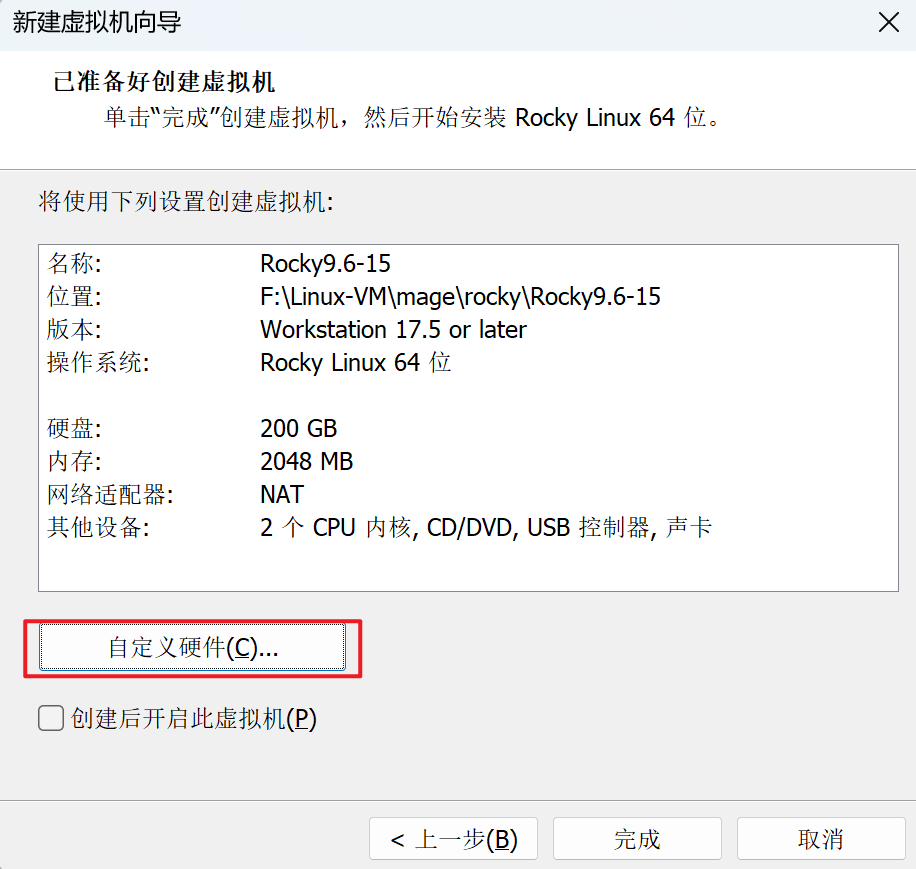 新建虚拟机向导
已准备好创建虚拟机
单击“完成”创建虚拟机，然后开始安装 Rocky Linux 64 位。
将使用下列设置创建虚拟机:
名称: Rocky9.6-15
位置: F:\Linux-VM\mage\rocky\Rocky9.6-15
版本: Workstation 17.5 or later
操作系统: Rocky Linux 64 位
硬盘: 200 GB
内存: 2048 MB
网络适配器: NAT
其他设备: 2 个 CPU 内核, CD/DVD, USB 控制器, 声卡
自定义硬件(C)...
创建后开启此虚拟机(P)
< 上一步(B) 完成 取消